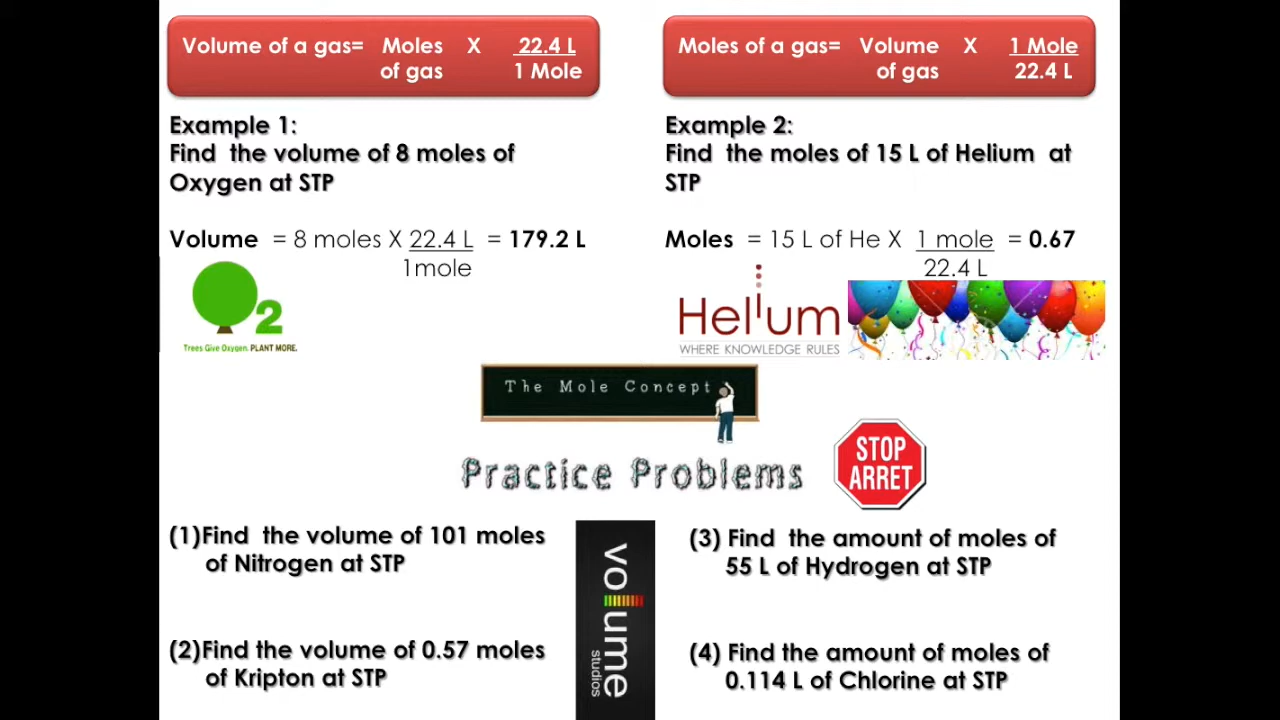 Volume of a gas= Moles X 22.4 L
of gas 1 Mole
Moles of a gas= Volume X 1 Mole
of gas 22.4 L
Example 1:
Find the volume of 8 moles of
Oxygen at STP
Volume = 8 moles X 22.4 L = 179.2 L
1mole
Example 2:
Find the moles of 15 L of Helium at
STP
Moles = 15 L of He X 1 mole = 0.67
22.4 L
O2
Trees Give Oxygen. PLANT MORE.
Helium
WHERE KNOWLEDGE RULES
The Mole Concept
Practice Problems
STOP
ARRET
(1)Find the volume of 101 moles
of Nitrogen at STP
(2)Find the volume of 0.57 moles
of Kripton at STP
volume
studios
(3) Find the amount of moles of
55 L of Hydrogen at STP
(4) Find the amount of moles of
0.114 L of Chlorine at STP